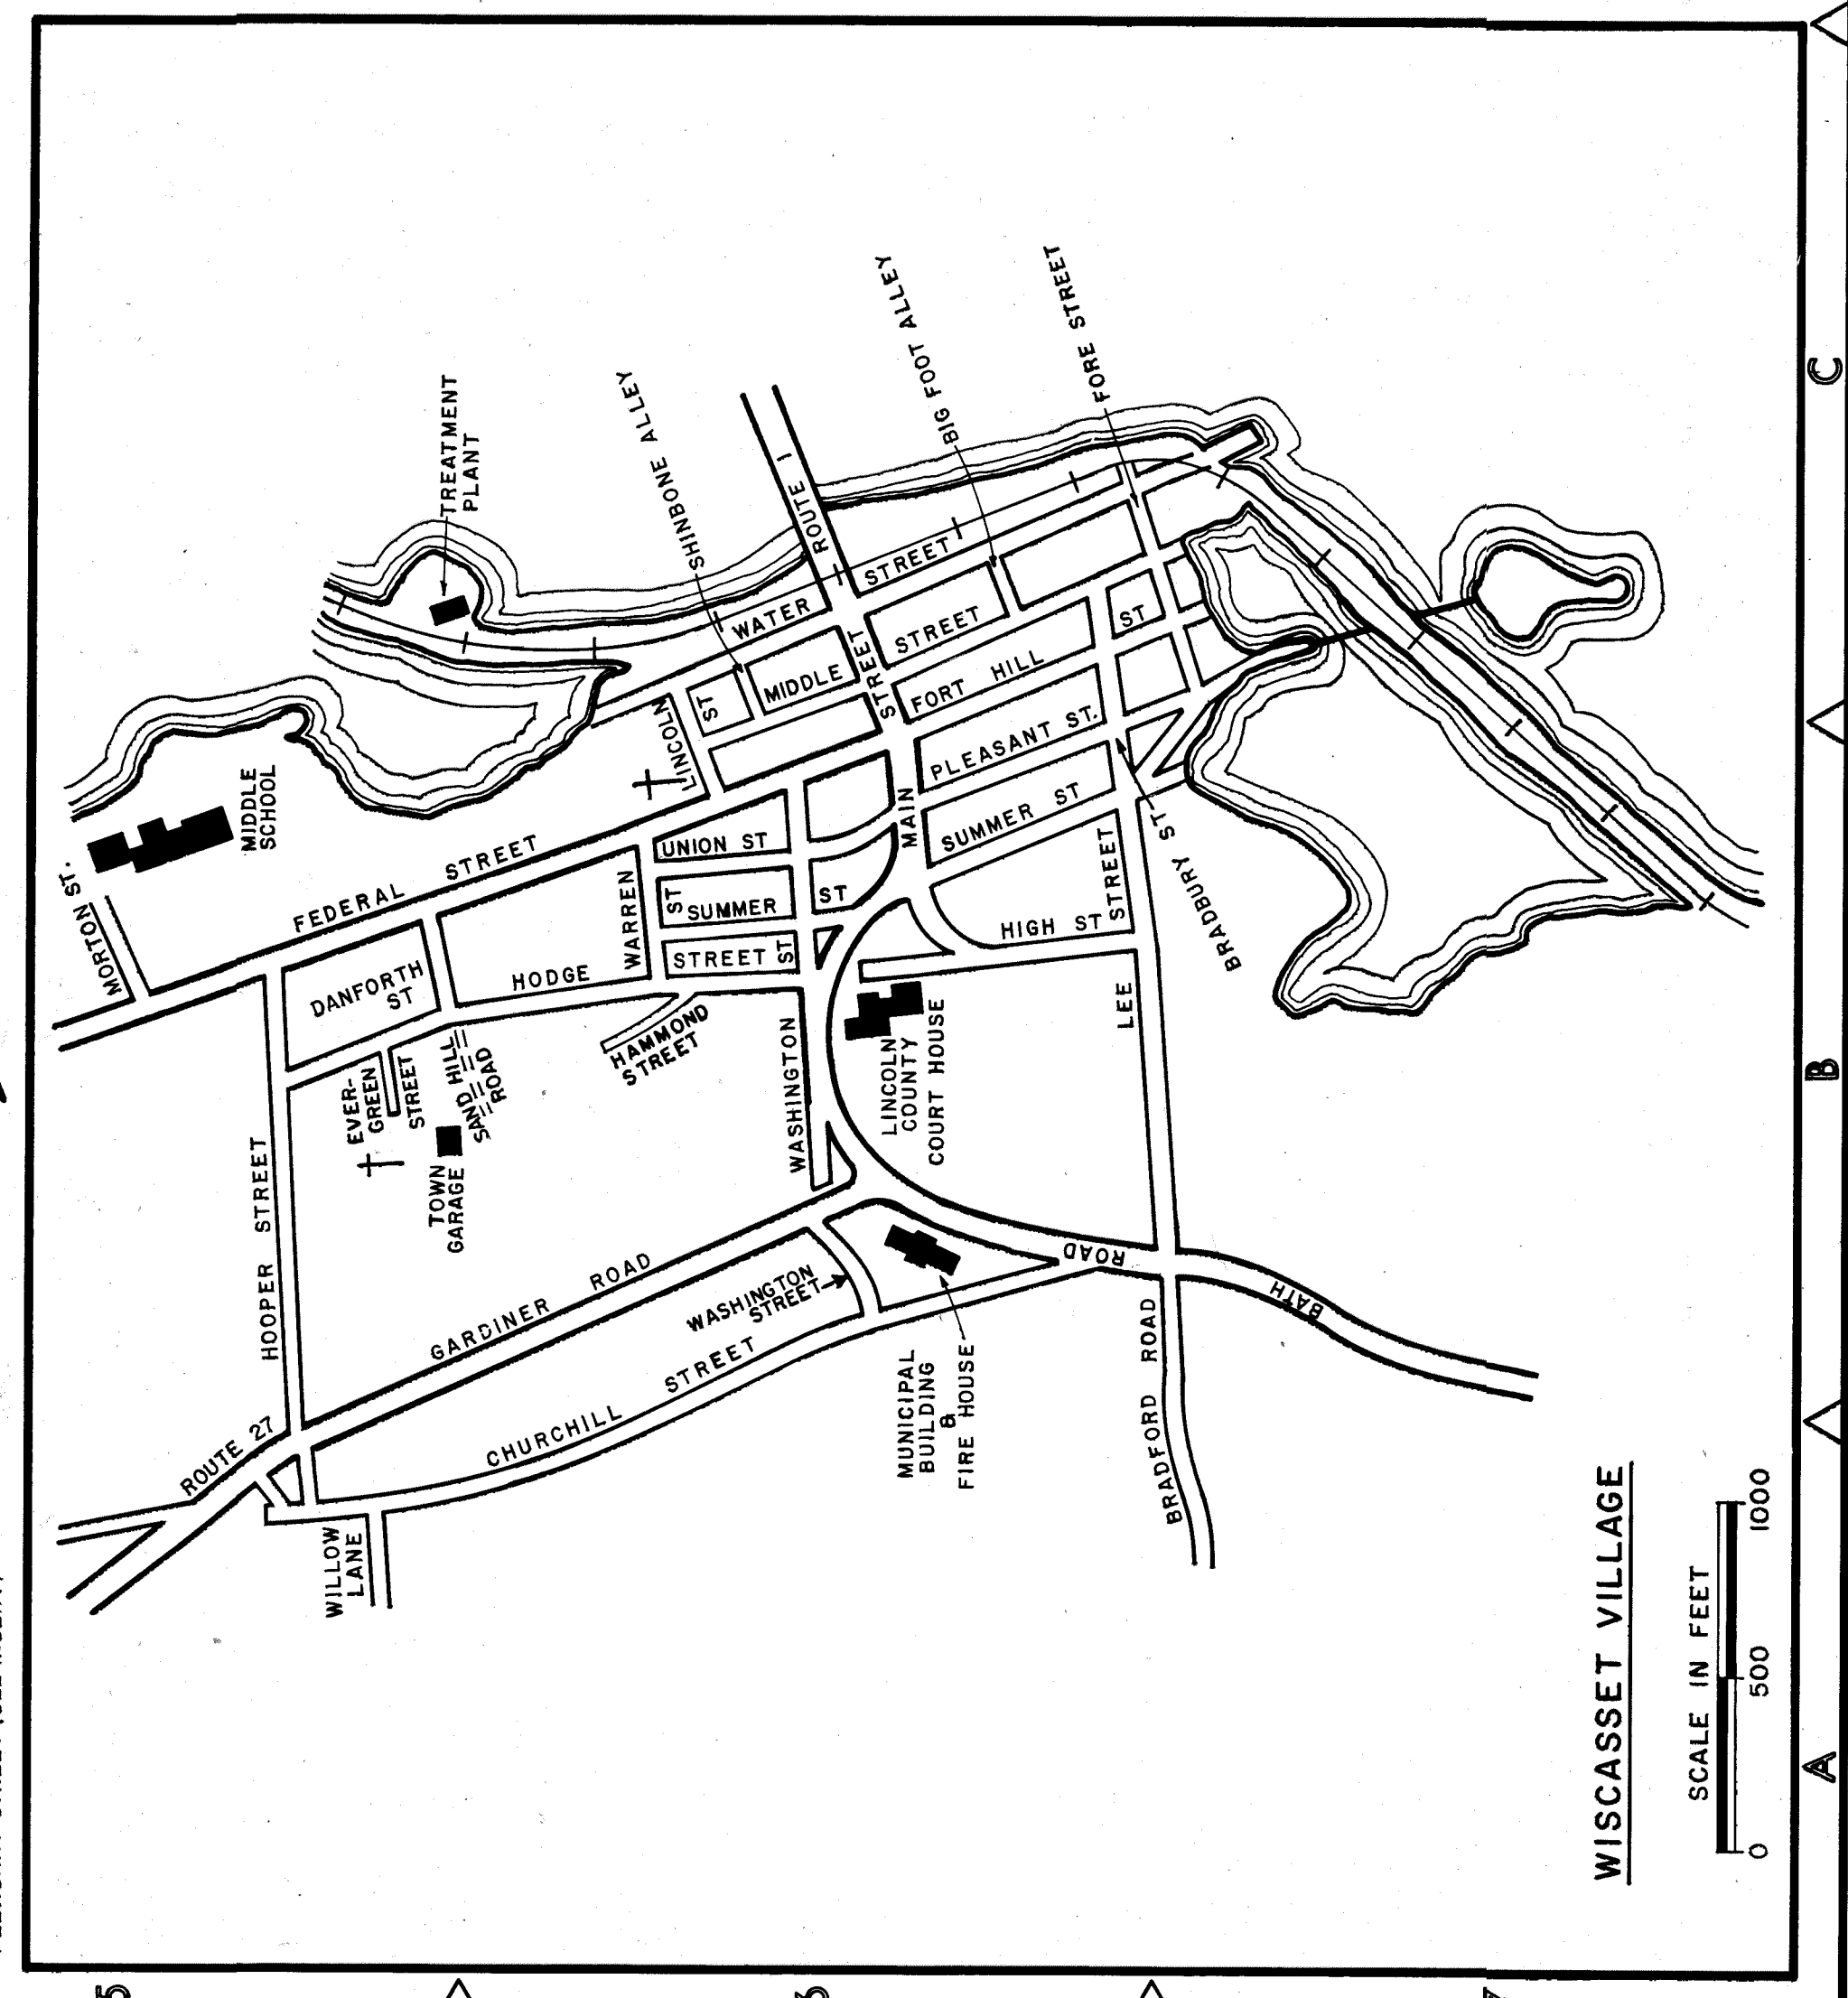 MORTON ST.
MIDDLE
SCHOOL
TREATMENT
PLANT
FEDERAL STREET
SHINBONE ALLEY
ROUTE 1
BIG FOOT ALLEY
FORE STREET
WATER STREET
LINCOLN
ST
MIDDLE
STREET
STREET
FORT HILL
ST
PLEASANT ST.
MAIN
SUMMER ST
UNION ST
WARREN
ST
SUMMER
ST
STREET
ST
DANFORTH
ST
HODGE
HAMMOND
STREET
EVER-
GREEN
STREET
SAND HILL
ROAD
TOWN
GARAGE
HOOPER STREET
WASHINGTON
HIGH ST
STREET
LEE
BRADBURY ST
LINCOLN
COUNTY
COURT HOUSE
ROUTE 27
GARDINER ROAD
WASHINGTON
STREET
CHURCHILL STREET
WILLOW
LANE
MUNICIPAL
BUILDING
&
FIRE HOUSE
ROAD
BATH
BRADFORD ROAD
WISCASSET VILLAGE
SCALE IN FEET
0 500 1000
A
B
C